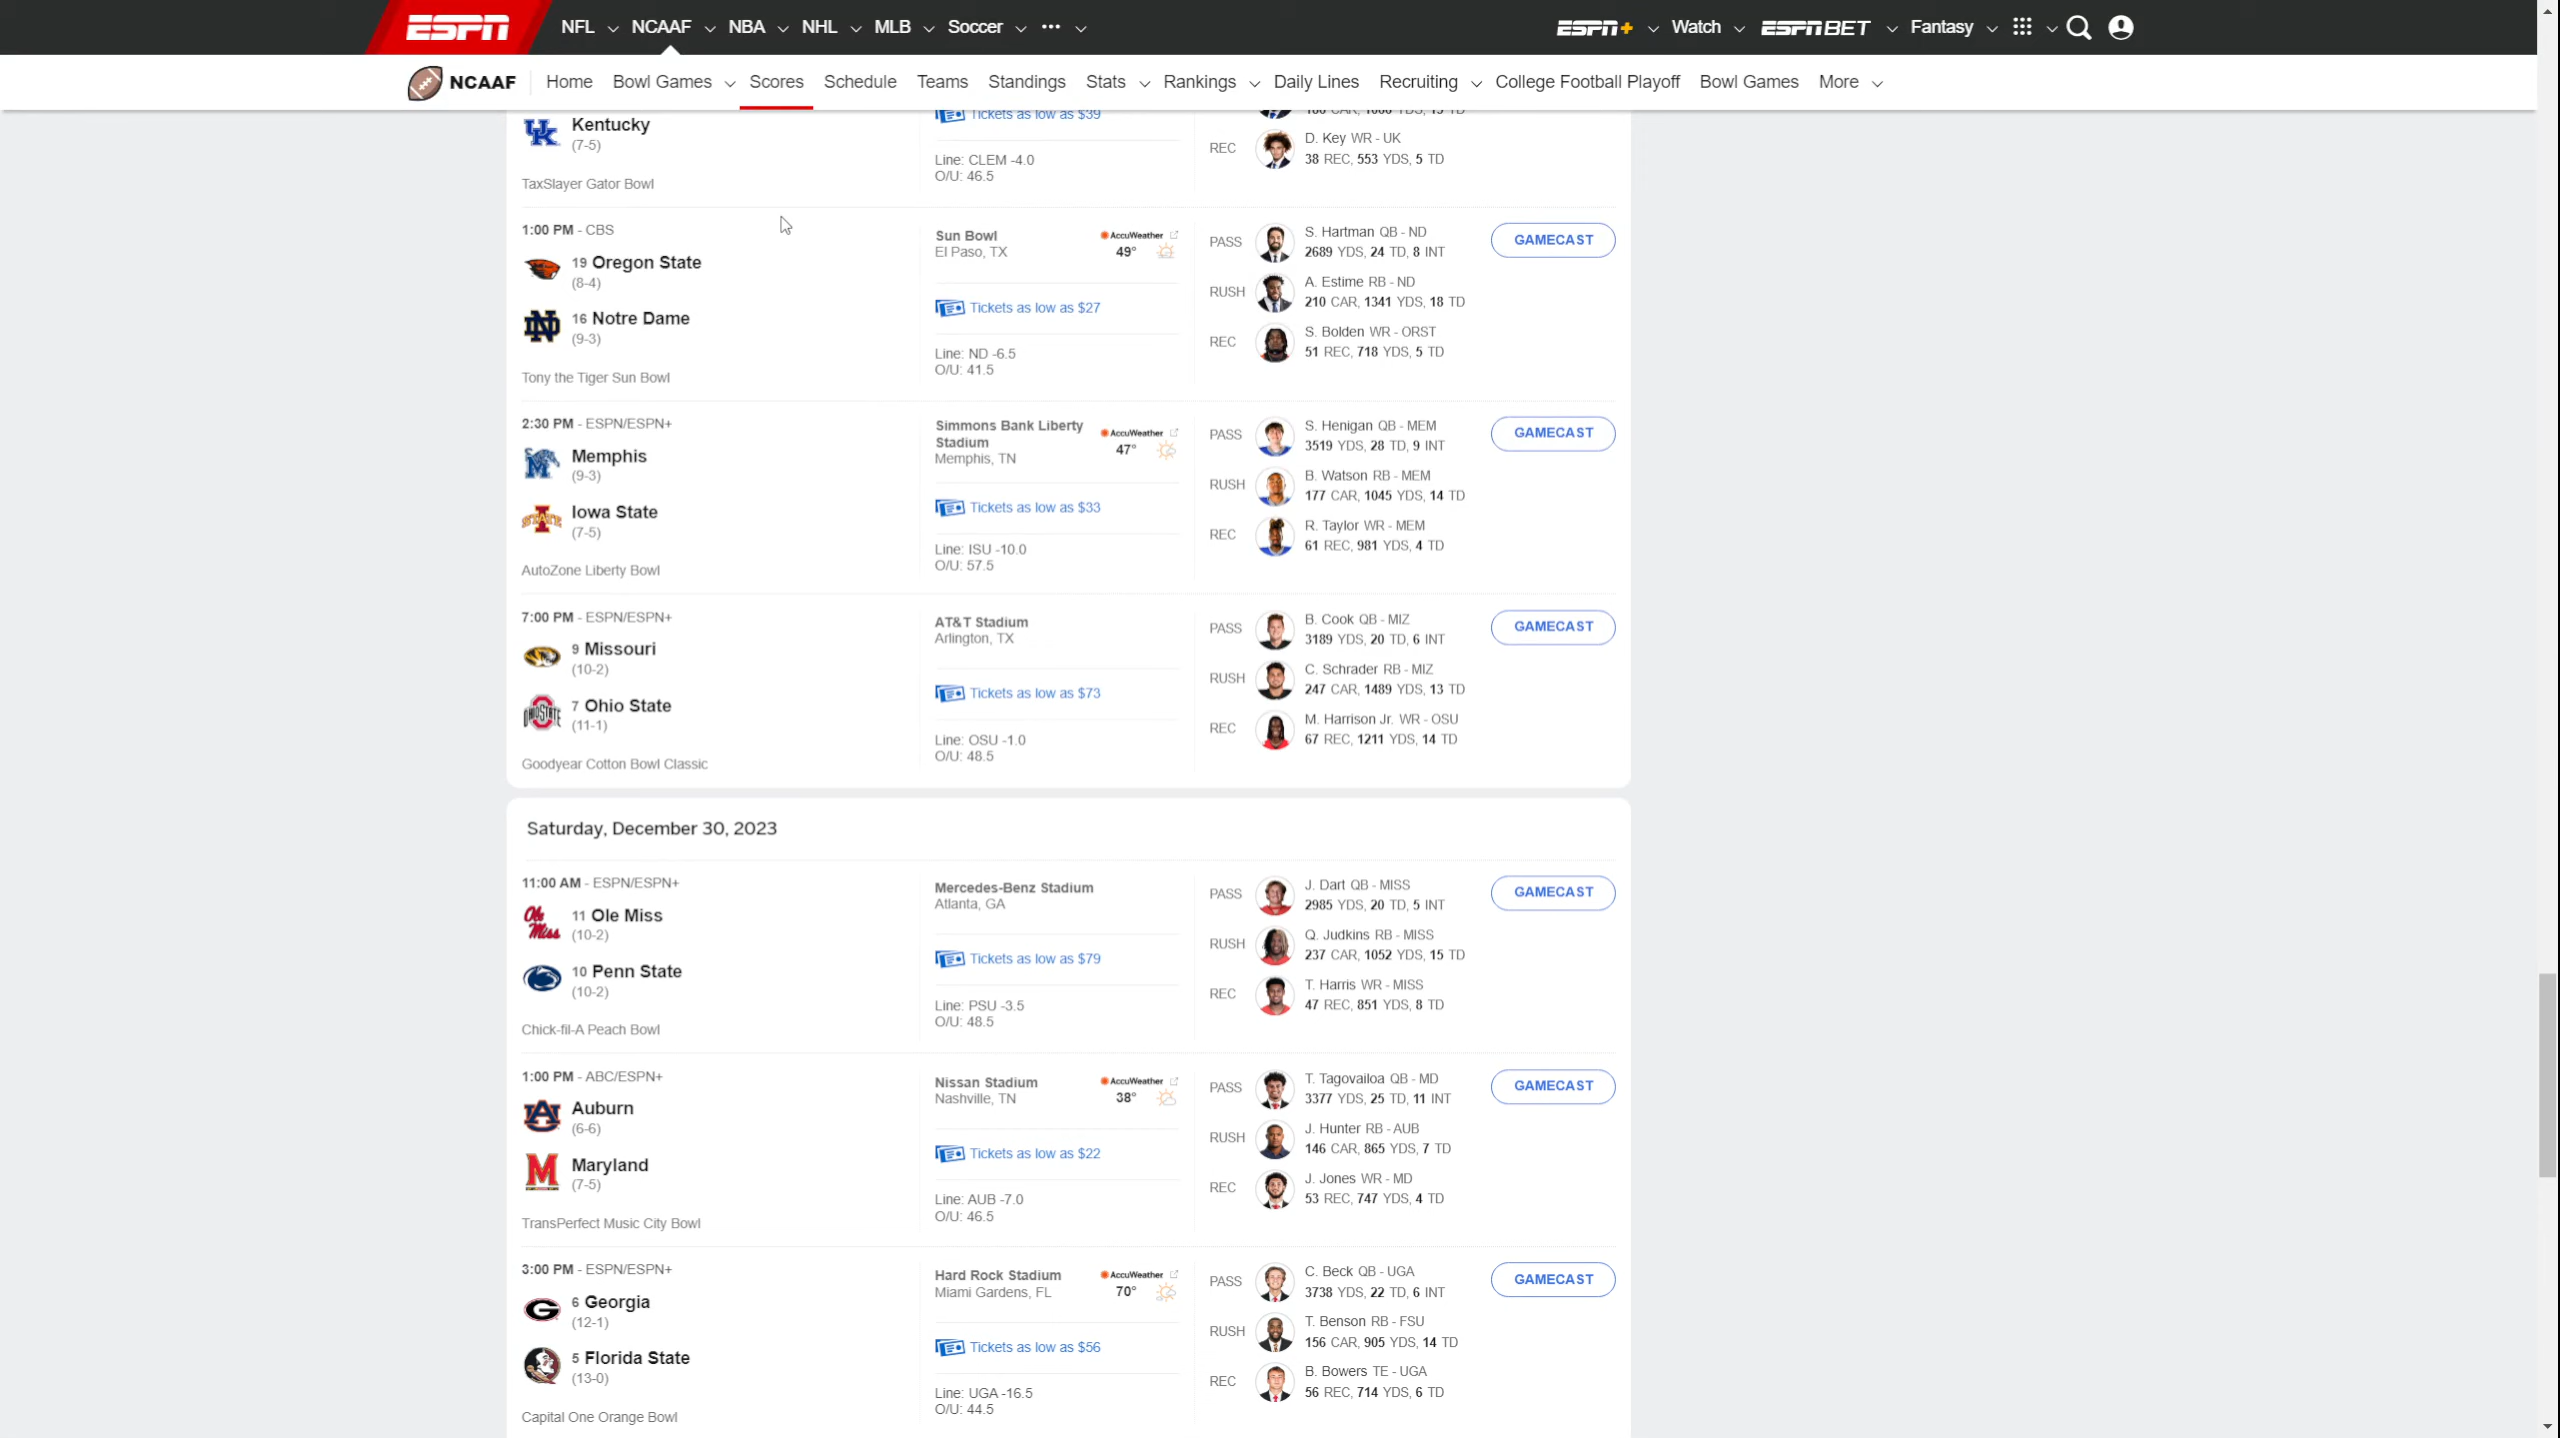 ESPN NFL NCAAF NBA NHL MLB Soccer ••• ESPN+ Watch ESPN BET Fantasy
NCAAF Home Bowl Games Scores Schedule Teams Standings Stats Rankings Daily Lines Recruiting College Football Playoff Bowl Games More
UK Kentucky
(7-5)
TaxSlayer Gator Bowl
Tickets as low as $39
Line: CLEM -4.0
O/U: 46.5
REC
D. Key WR - UK
38 REC, 553 YDS, 5 TD
1:00 PM - CBS
19 Oregon State
(8-4)
16 Notre Dame
(9-3)
Tony the Tiger Sun Bowl
Sun Bowl
El Paso, TX
AccuWeather
49°
Tickets as low as $27
Line: ND -6.5
O/U: 41.5
PASS
S. Hartman QB - ND
2689 YDS, 24 TD, 8 INT
RUSH
A. Estime RB - ND
210 CAR, 1341 YDS, 18 TD
REC
S. Bolden WR - ORST
51 REC, 718 YDS, 5 TD
GAMECAST
2:30 PM - ESPN/ESPN+
Memphis
(9-3)
STATE Iowa State
(7-5)
AutoZone Liberty Bowl
Simmons Bank Liberty
Stadium
Memphis, TN
AccuWeather
47°
Tickets as low as $33
Line: ISU -10.0
O/U: 57.5
PASS
S. Henigan QB - MEM
3519 YDS, 28 TD, 9 INT
RUSH
B. Watson RB - MEM
177 CAR, 1045 YDS, 14 TD
REC
R. Taylor WR - MEM
61 REC, 981 YDS, 4 TD
GAMECAST
7:00 PM - ESPN/ESPN+
9 Missouri
(10-2)
OHIO STATE 7 Ohio State
(11-1)
Goodyear Cotton Bowl Classic
AT&T Stadium
Arlington, TX
Tickets as low as $73
Line: OSU -1.0
O/U: 48.5
PASS
B. Cook QB - MIZ
3189 YDS, 20 TD, 6 INT
RUSH
C. Schrader RB - MIZ
247 CAR, 1489 YDS, 13 TD
REC
M. Harrison Jr. WR - OSU
67 REC, 1211 YDS, 14 TD
GAMECAST
Saturday, December 30, 2023
11:00 AM - ESPN/ESPN+
Ole Miss 11 Ole Miss
(10-2)
10 Penn State
(10-2)
Chick-fil-A Peach Bowl
Mercedes-Benz Stadium
Atlanta, GA
Tickets as low as $79
Line: PSU -3.5
O/U: 48.5
PASS
J. Dart QB - MISS
2985 YDS, 20 TD, 5 INT
RUSH
Q. Judkins RB - MISS
237 CAR, 1052 YDS, 15 TD
REC
T. Harris WR - MISS
47 REC, 851 YDS, 8 TD
GAMECAST
1:00 PM - ABC/ESPN+
Auburn
(6-6)
M Maryland
(7-5)
TransPerfect Music City Bowl
Nissan Stadium
Nashville, TN
AccuWeather
38°
Tickets as low as $22
Line: AUB -7.0
O/U: 46.5
PASS
T. Tagovailoa QB - MD
3377 YDS, 25 TD, 11 INT
RUSH
J. Hunter RB - AUB
146 CAR, 865 YDS, 7 TD
REC
J. Jones WR - MD
53 REC, 747 YDS, 4 TD
GAMECAST
3:00 PM - ESPN/ESPN+
G 6 Georgia
(12-1)
5 Florida State
(13-0)
Capital One Orange Bowl
Hard Rock Stadium
Miami Gardens, FL
AccuWeather
70°
Tickets as low as $56
Line: UGA -16.5
O/U: 44.5
PASS
C. Beck QB - UGA
3738 YDS, 22 TD, 6 INT
RUSH
T. Benson RB - FSU
156 CAR, 905 YDS, 14 TD
REC
B. Bowers TE - UGA
56 REC, 714 YDS, 6 TD
GAMECAST